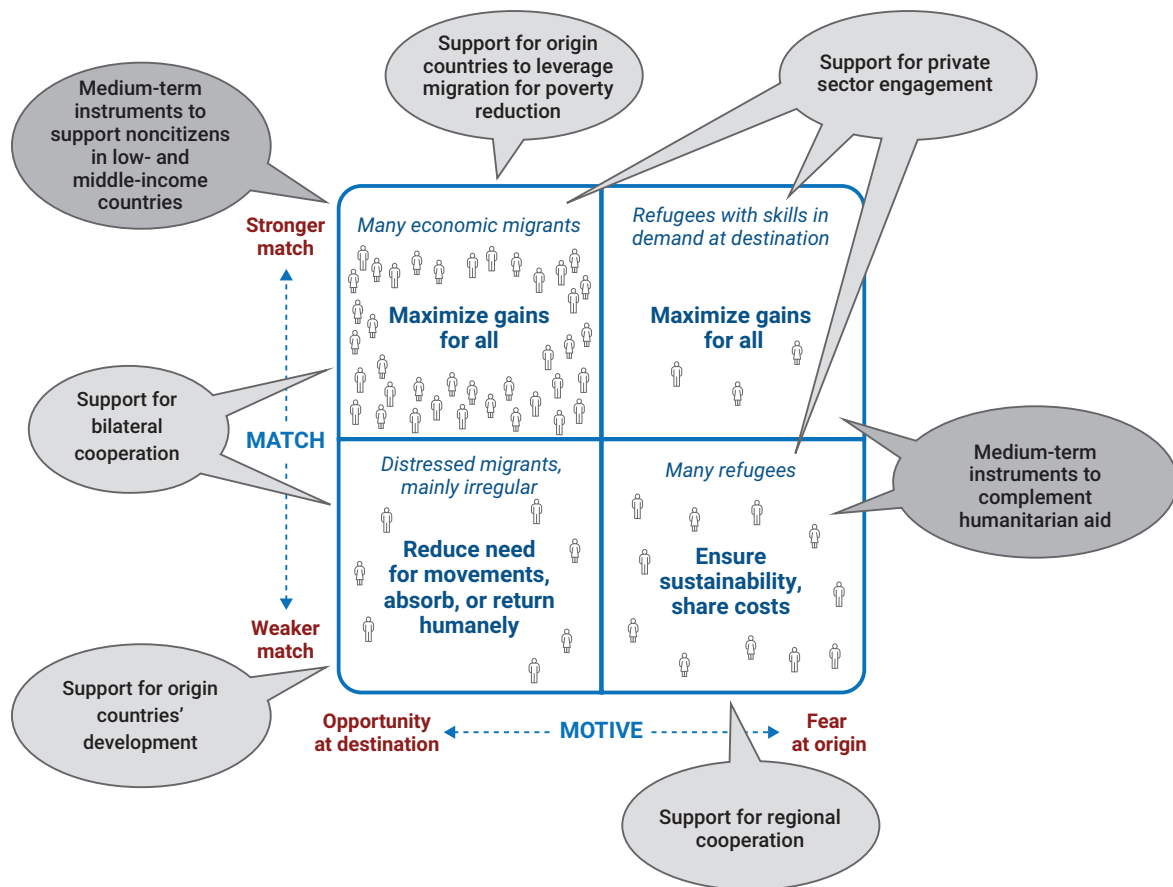 Support for origin
countries to leverage
migration for poverty
reduction
Support for private
sector engagement
Medium-term
instruments to
support noncitizens
in low- and
middle-income
countries
Stronger
match
Many economic migrants
Refugees with skills in
demand at destination
Maximize gains
for all
Maximize gains
for all
Support for
bilateral
cooperation
MATCH
Distressed migrants,
mainly irregular
Many refugees
Medium-term
instruments to
complement
humanitarian aid
Reduce need
for movements,
absorb, or return
humanely
Ensure
sustainability,
share costs
Weaker
match
Support for origin
countries’
development
Opportunity
at destination
MOTIVE
Fear
at origin
Support for regional
cooperation